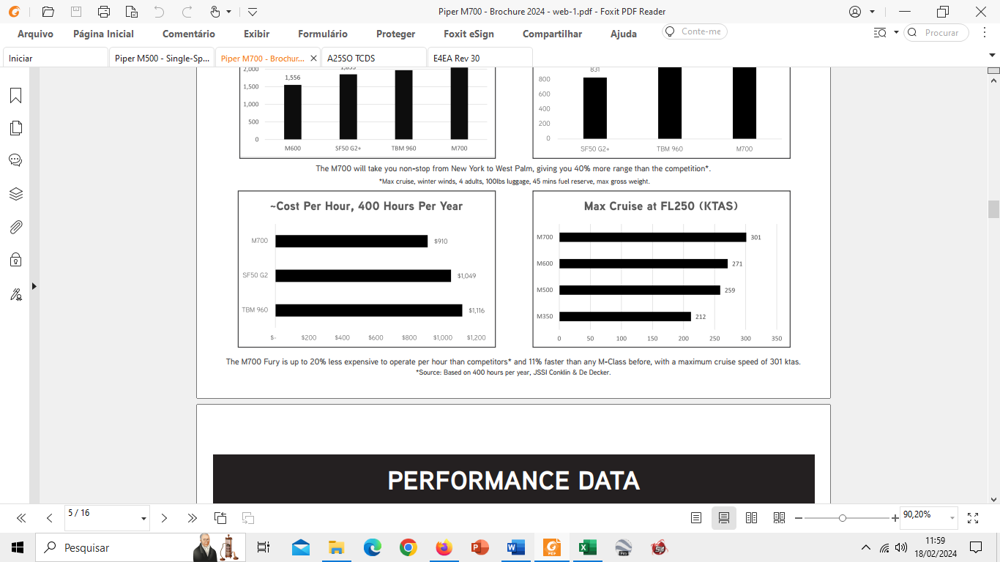 Piper M700 - Brochure 2024 - web-1.pdf - Foxit PDF Reader
Arquivo Página Inicial Comentário Exibir Formulário Proteger Foxit eSign Compartilhar Ajuda Conte-me Procurar
Iniciar Piper M500 - Single-Sp... Piper M700 - Brochur... A25SO TCDS E4EA Rev 30
2,000
1,556
1,500
1,000
500
0
M600 SF50 G2+ TBM 960 M700
831
800
600
400
200
0
SF50 G2+ TBM 960 M700
The M700 will take you non-stop from New York to West Palm, giving you 40% more range than the competition*.
*Max cruise, winter winds, 4 adults, 100lbs luggage, 45 mins fuel reserve, max gross weight.
~Cost Per Hour, 400 Hours Per Year
M700 $910
SF50 G2 $1,049
TBM 960 $1,116
$- $200 $400 $600 $800 $1,000 $1,200
Max Cruise at FL250 (KTAS)
M700 301
M600 271
M500 259
M350 212
0 50 100 150 200 250 300 350
The M700 Fury is up to 20% less expensive to operate per hour than competitors* and 11% faster than any M-Class before, with a maximum cruise speed of 301 ktas.
*Source: Based on 400 hours per year, JSSI Conklin & De Decker.
PERFORMANCE DATA
5 / 16
90,20%
Pesquisar
11:59
18/02/2024